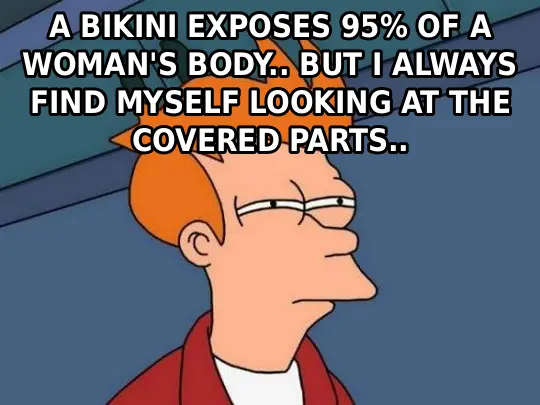 A BIKINI EXPOSES 95% OF A
WOMAN'S BODY.. BUT I ALWAYS
FIND MYSELF LOOKING AT THE
COVERED PARTS..